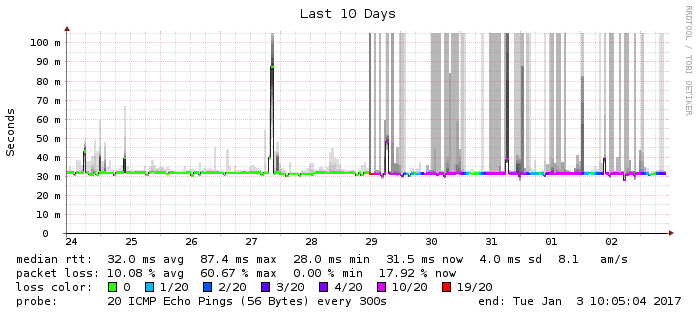 Last 10 Days
RRDTOOL / TOBI OETIKER
Seconds
100 m
90 m
80 m
70 m
60 m
50 m
40 m
30 m
20 m
10 m
0
24 25 26 27 28 29 30 31 01 02
median rtt: 32.0 ms avg 87.4 ms max 28.0 ms min 31.5 ms now 4.0 ms sd 8.1 am/s
packet loss: 10.08 % avg 60.67 % max 0.00 % min 17.92 % now
loss color: 0 1/20 2/20 3/20 4/20 10/20 19/20
probe: 20 ICMP Echo Pings (56 Bytes) every 300s end: Tue Jan 3 10:05:04 2017